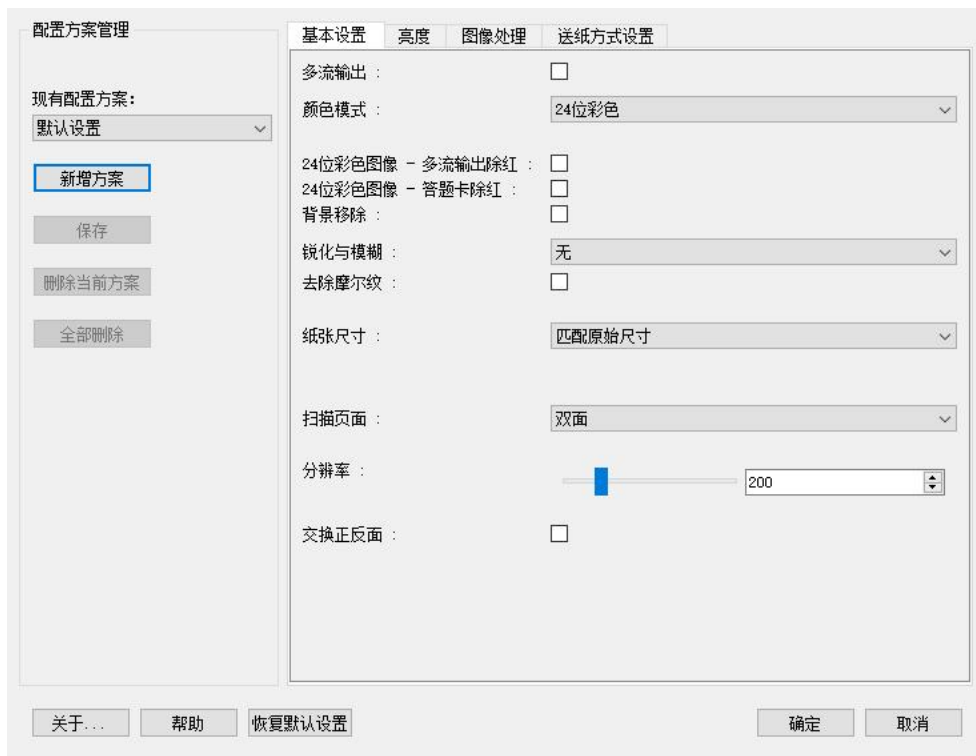 配置方案管理
现有配置方案:
默认设置
新增方案
保存
删除当前方案
全部删除
基本设置 亮度 图像处理 送纸方式设置
多流输出 :
颜色模式 : 24位彩色
24位彩色图像 - 多流输出除红 :
24位彩色图像 - 答题卡除红 :
背景移除 :
锐化与模糊 : 无
去除摩尔纹 :
纸张尺寸 : 匹配原始尺寸
扫描页面 : 双面
分辨率 : 200
交换正反面 :
关于... 帮助 恢复默认设置 确定 取消